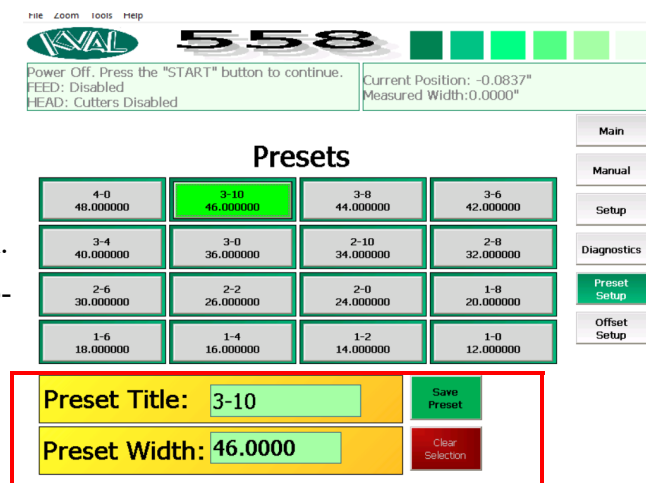 File Zoom Tools Help
KVAL
558
Power Off. Press the "START" button to continue.
FEED: Disabled
HEAD: Cutters Disabled
Current Position: -0.0837"
Measured Width:0.0000"
Main
Manual
Setup
Diagnostics
Preset
Setup
Offset
Setup
Presets
4-0
48.000000
3-10
46.000000
3-8
44.000000
3-6
42.000000
3-4
40.000000
3-0
36.000000
2-10
34.000000
2-8
32.000000
2-6
30.000000
2-2
26.000000
2-0
24.000000
1-8
20.000000
1-6
18.000000
1-4
16.000000
1-2
14.000000
1-0
12.000000
Preset Title: 3-10
Save
Preset
Preset Width: 46.0000
Clear
Selection